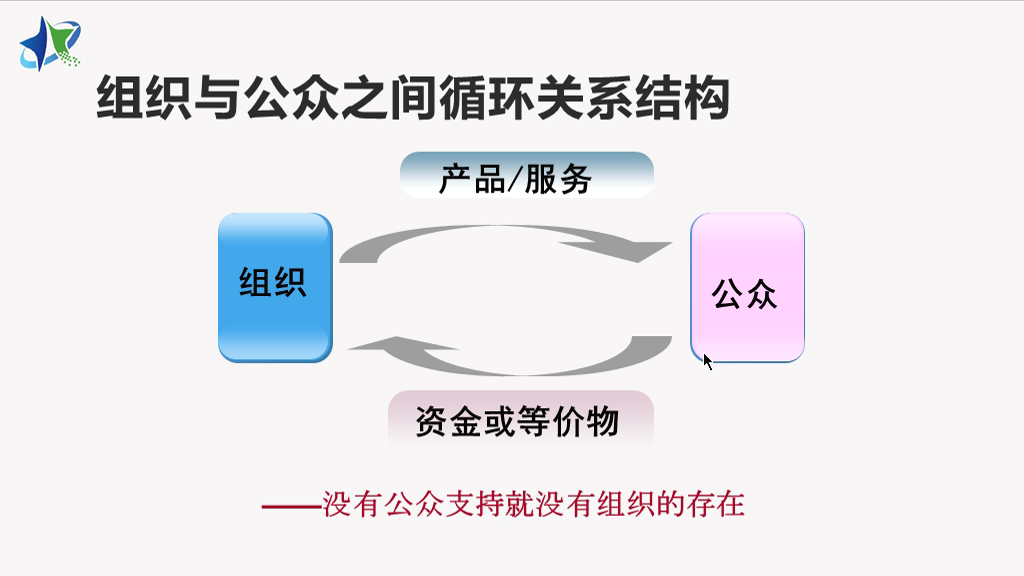 组织与公众之间循环关系结构
产品/服务
组织
公众
资金或等价物
——没有公众支持就没有组织的存在